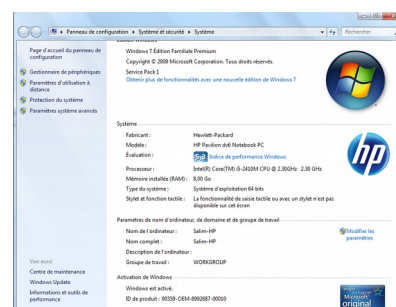 Panneau de configuration ▸ Système et sécurité ▸ Système
Rechercher
Page d'accueil du panneau de configuration
Gestionnaire de périphériques
Paramètres d'utilisation à distance
Protection du système
Paramètres système avancés
Windows 7 Édition Familiale Premium
Copyright © 2009 Microsoft Corporation. Tous droits réservés.
Service Pack 1
Obtenir plus de fonctionnalités avec une nouvelle édition de Windows 7
Système
Fabricant : Hewlett-Packard
Modèle : HP Pavilion dv6 Notebook PC
Évaluation : 5,8 Indice de performance Windows
Processeur : Intel(R) Core(TM) i5-2410M CPU @ 2.30GHz 2.30 GHz
Mémoire installée (RAM) : 8,00 Go
Type du système : Système d'exploitation 64 bits
Stylet et fonction tactile : La fonctionnalité de saisie tactile ou avec un stylet n'est pas
disponible sur cet écran
hp
Paramètres de nom d'ordinateur, de domaine et de groupe de travail
Nom de l'ordinateur : Salim-HP
Modifier les
paramètres
Nom complet : Salim-HP
Description de l'ordinateur :
Groupe de travail : WORKGROUP
Activation de Windows
Windows est activé.
ID de produit : 00359-OEM-8992687-00010
Microsoft
original
Voir aussi
Centre de maintenance
Windows Update
Informations et outils de
performance